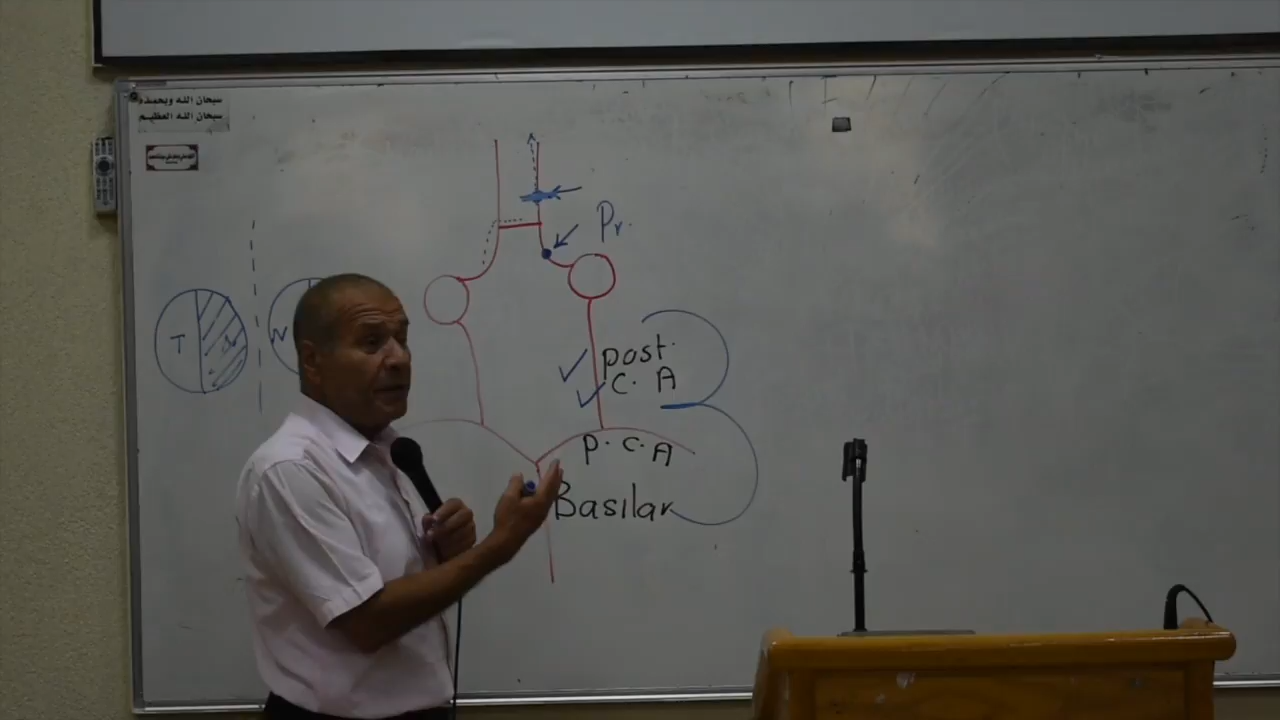 سبحان الله وبحمده
سبحان الله العظيم
Pr.
T
N
post.
C. A
P. C. A
Basilar